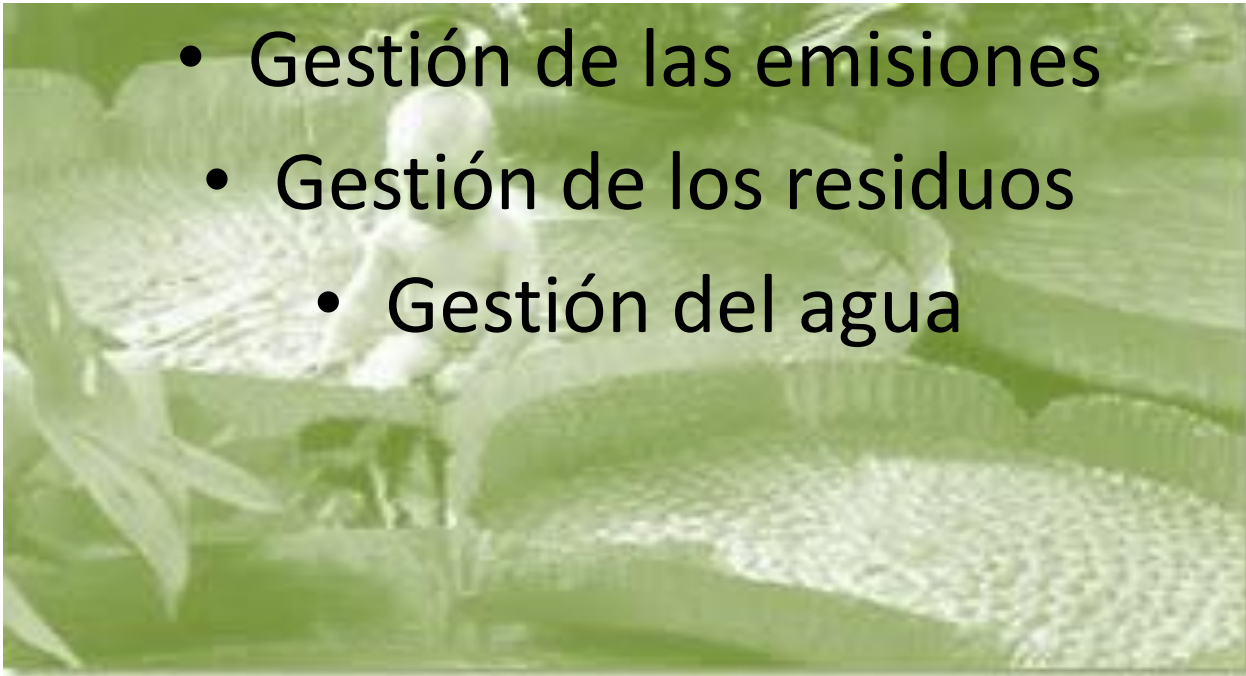 • Gestión de las emisiones
• Gestión de los residuos
• Gestión del agua